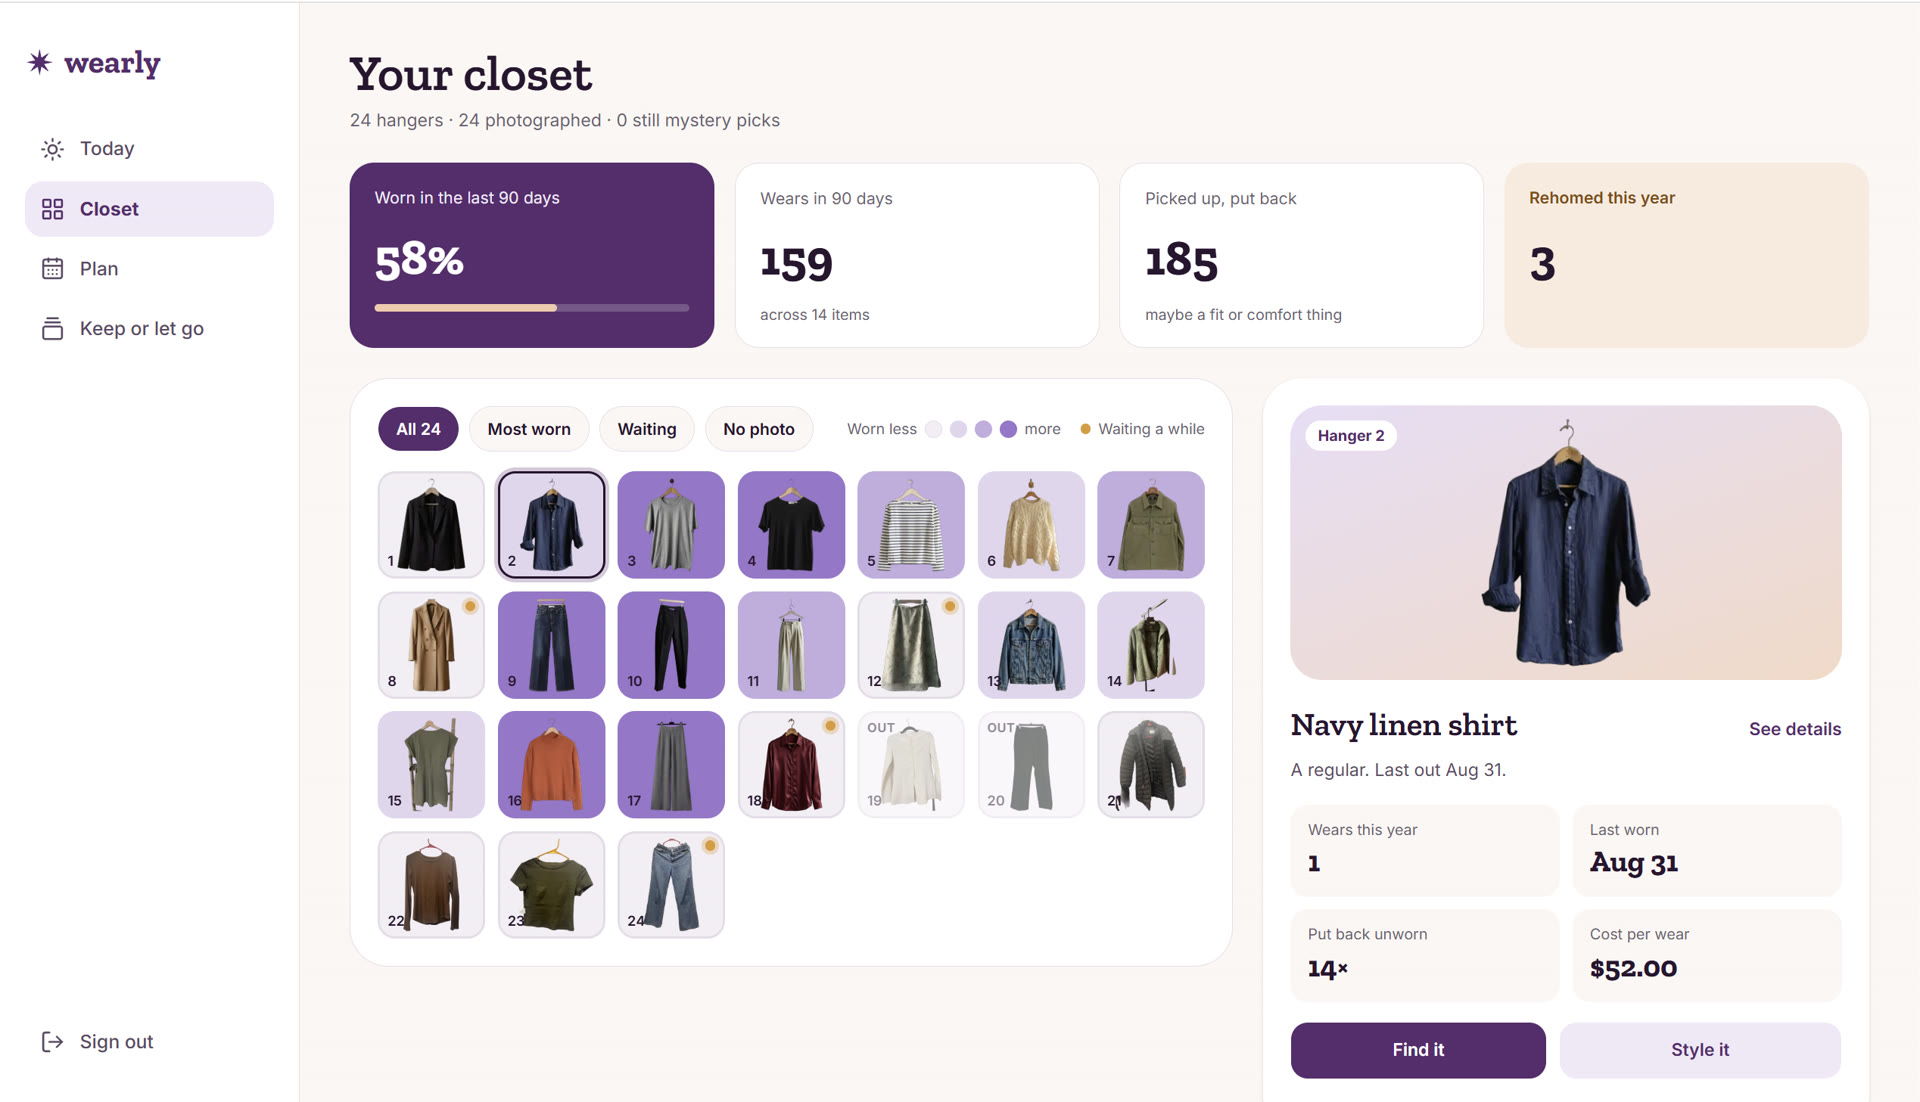 wearly
Today
Closet
Plan
Keep or let go
Sign out
Your closet
24 hangers · 24 photographed · 0 still mystery picks
Worn in the last 90 days
58%
Wears in 90 days
159
across 14 items
Picked up, put back
185
maybe a fit or comfort thing
Rehomed this year
3
All 24 Most worn Waiting No photo Worn less more Waiting a while
1 2 3 4 5 6 7
8 9 10 11 12 13 14
OUT OUT
15 16 17 18 19 20 21
22 23 24
Hanger 2
Navy linen shirt See details
A regular. Last out Aug 31.
Wears this year
1
Last worn
Aug 31
Put back unworn
14×
Cost per wear
$52.00
Find it Style it